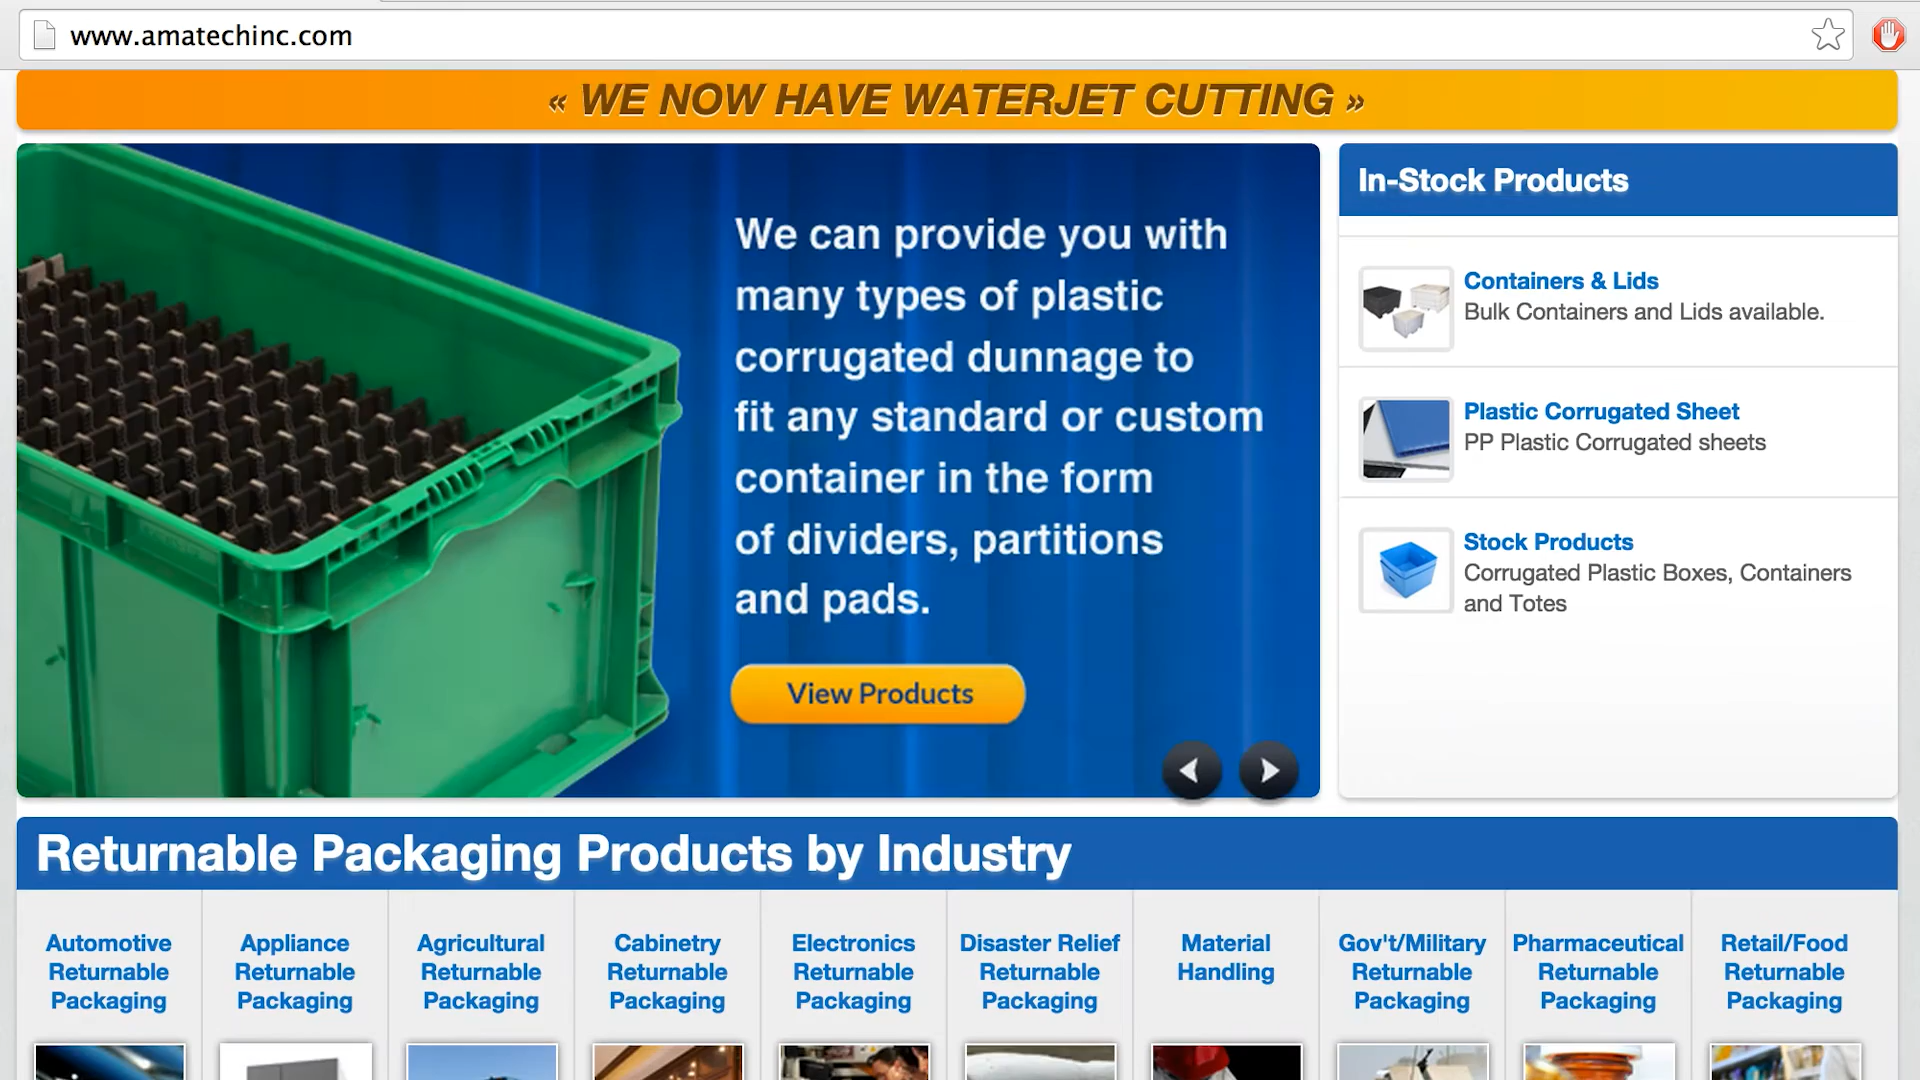 www.amatechinc.com
« WE NOW HAVE WATERJET CUTTING »
We can provide you with
many types of plastic
corrugated dunnage to
fit any standard or custom
container in the form
of dividers, partitions
and pads.
View Products
In-Stock Products
Containers & Lids
Bulk Containers and Lids available.
Plastic Corrugated Sheet
PP Plastic Corrugated sheets
Stock Products
Corrugated Plastic Boxes, Containers
and Totes
Returnable Packaging Products by Industry
Automotive
Returnable
Packaging
Appliance
Returnable
Packaging
Agricultural
Returnable
Packaging
Cabinetry
Returnable
Packaging
Electronics
Returnable
Packaging
Disaster Relief
Returnable
Packaging
Material
Handling
Gov't/Military
Returnable
Packaging
Pharmaceutical
Returnable
Packaging
Retail/Food
Returnable
Packaging